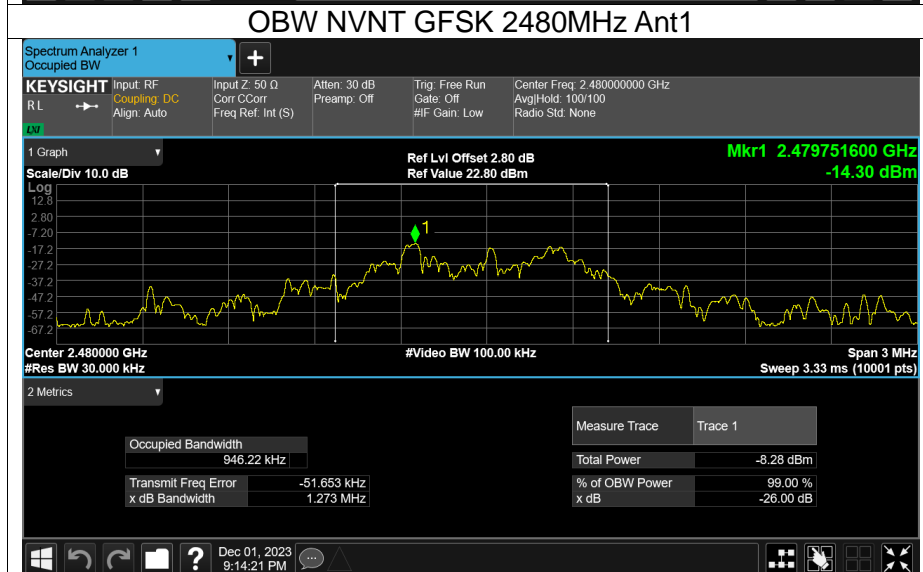 OBW NVNT GFSK 2480MHz Ant1
Spectrum Analyzer 1
Occupied BW
+
KEYSIGHT Input: RF Input Z: 50 Ω Atten: 30 dB Trig: Free Run Center Freq: 2.480000000 GHz
RL Coupling: DC Corr CCorr Preamp: Off Gate: Off Avg|Hold: 100/100
Align: Auto Freq Ref: Int (S) #IF Gain: Low Radio Std: None
LXI
1 Graph Ref Lvl Offset 2.80 dB Mkr1 2.479751600 GHz
Scale/Div 10.0 dB Ref Value 22.80 dBm -14.30 dBm
Log
12.8
2.80
-7.20
1
-17.2
-27.2
-37.2
-47.2
-57.2
-67.2
Center 2.480000 GHz #Video BW 100.00 kHz Span 3 MHz
#Res BW 30.000 kHz Sweep 3.33 ms (10001 pts)
2 Metrics
Measure Trace Trace 1
Occupied Bandwidth
946.22 kHz Total Power -8.28 dBm
Transmit Freq Error -51.653 kHz % of OBW Power 99.00 %
x dB Bandwidth 1.273 MHz x dB -26.00 dB
? Dec 01, 2023
9:14:21 PM